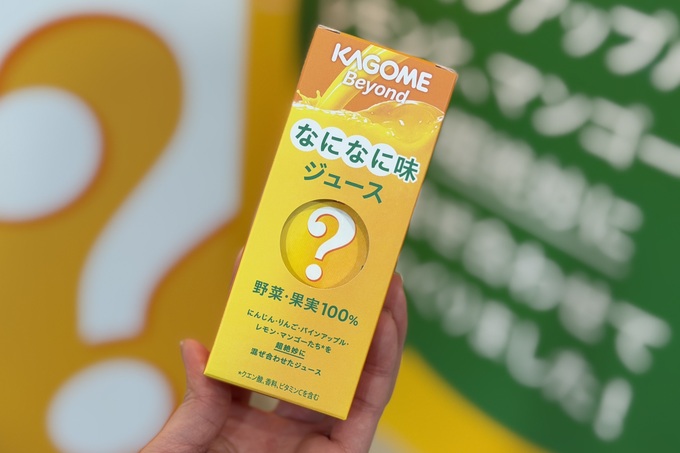 KAGOME
Beyond
なになに味
ジュース
?
野菜・果実100%
にんじん・りんご・パインアップル・
レモン・マンゴーたち*を
超絶妙に
混ぜ合わせたジュース
*クエン酸、香料、ビタミンCを含む
?